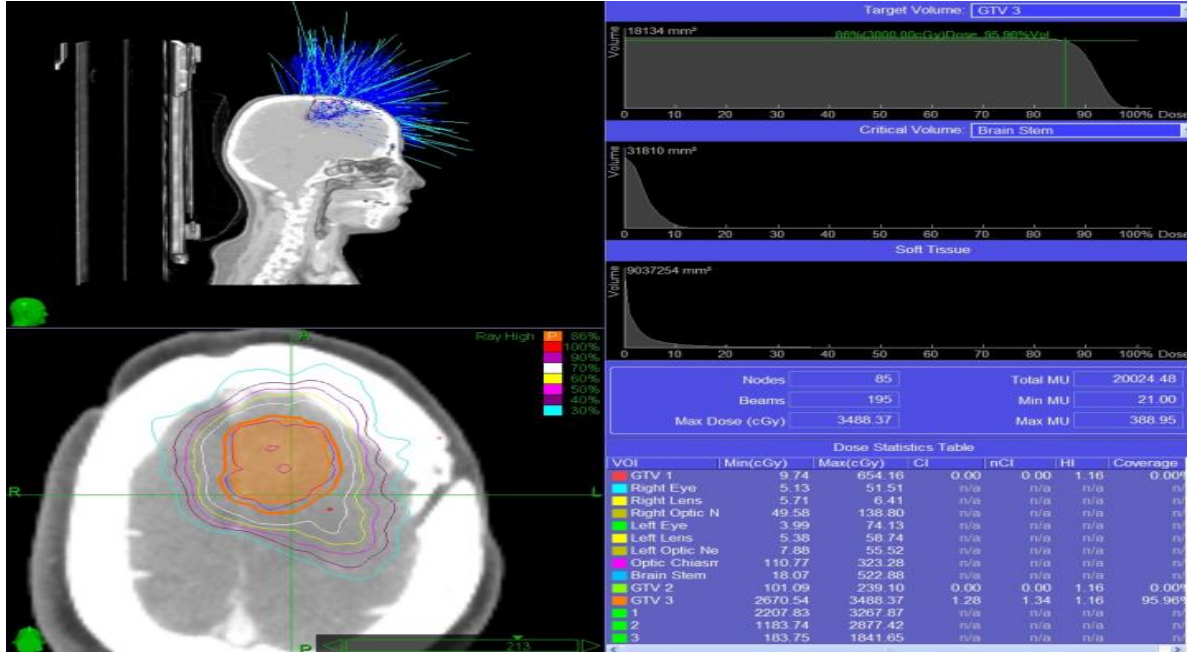 Target Volume: GTV 3
Volume
18134 mm³
86%(3000.00cGy)Dose, 95.96%Vol
0 10 20 30 40 50 60 70 80 90 100% Dose
Critical Volume: Brain Stem
Volume
31810 mm³
0 10 20 30 40 50 60 70 80 90 100% Dose
Soft Tissue
Volume
9037254 mm³
0 10 20 30 40 50 60 70 80 90 100% Dose
Ray High P 86%
100%
90%
70%
60%
50%
40%
30%
A
R
L
P
213
Nodes 85 Total MU 20024.48
Beams 195 Min MU 21.00
Max Dose (cGy) 3488.37 Max MU 388.95
Dose Statistics Table
VOI Min(cGy) Max(cGy) CI nCI HI Coverage
GTV 1 9.74 654.16 0.00 0.00 1.16 0.00%
Right Eye 5.13 51.51 n/a n/a n/a n/
Right Lens 5.71 6.41 n/a n/a n/a n/
Right Optic N 49.58 138.80 n/a n/a n/a n/
Left Eye 3.99 74.13 n/a n/a n/a n/
Left Lens 5.38 58.74 n/a n/a n/a n/
Left Optic Ne 7.88 55.52 n/a n/a n/a n/
Optic Chiasm 110.77 323.28 n/a n/a n/a n/
Brain Stem 18.07 522.88 n/a n/a n/a n/
GTV 2 101.09 239.10 0.00 0.00 1.16 0.00%
GTV 3 2670.54 3488.37 1.28 1.34 1.16 95.96%
1 2207.83 3267.87 n/a n/a n/a n/
2 1183.74 2877.42 n/a n/a n/a n/
3 183.75 1841.65 n/a n/a n/a n/